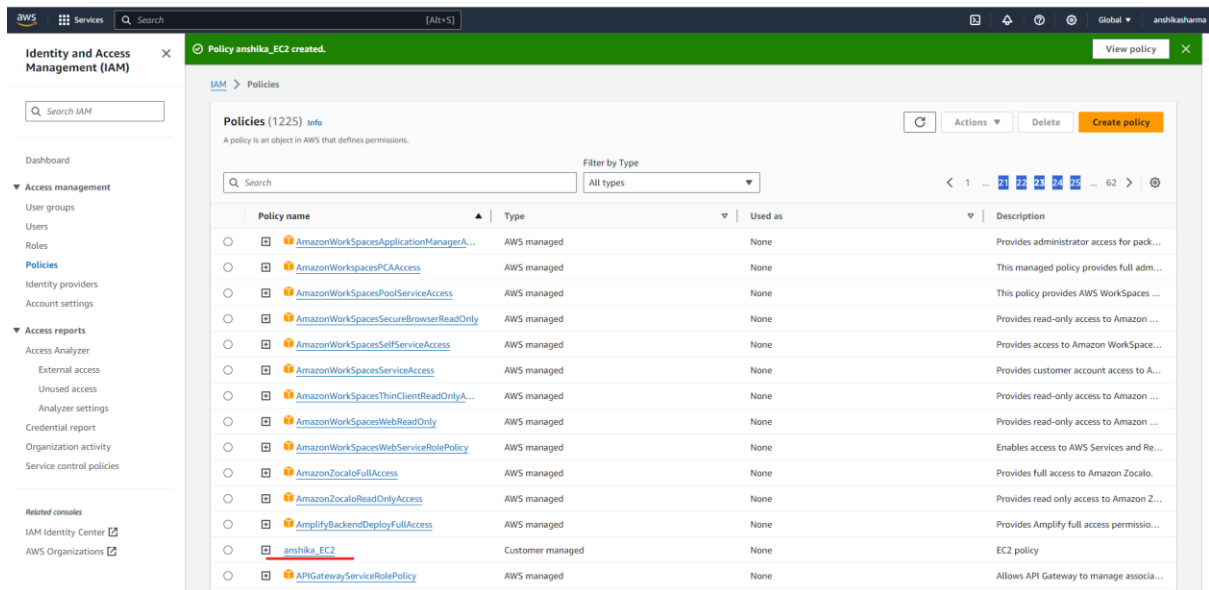 aws Services Search [Alt+S] Global ▼ anshikasharma
Identity and Access Management (IAM)
Search IAM
Dashboard
Access management
User groups
Users
Roles
Policies
Identity providers
Account settings
Access reports
Access Analyzer
External access
Unused access
Analyzer settings
Credential report
Organization activity
Service control policies
Related consoles
IAM Identity Center
AWS Organizations
Policy anshika_EC2 created. View policy
IAM > Policies
Policies (1225) Info Actions ▼ Delete Create policy
A policy is an object in AWS that defines permissions.
Filter by Type
Search All types 1 ... 21 22 23 24 25 ... 62
Policy name Type Used as Description
AmazonWorkSpacesApplicationManagerA... AWS managed None Provides administrator access for pack...
AmazonWorkspacesPCAAccess AWS managed None This managed policy provides full adm...
AmazonWorkSpacesPoolServiceAccess AWS managed None This policy provides AWS WorkSpaces ...
AmazonWorkSpacesSecureBrowserReadOnly AWS managed None Provides read-only access to Amazon ...
AmazonWorkSpacesSelfServiceAccess AWS managed None Provides access to Amazon WorkSpace...
AmazonWorkSpacesServiceAccess AWS managed None Provides customer account access to A...
AmazonWorkSpacesThinClientReadOnlyA... AWS managed None Provides read-only access to Amazon ...
AmazonWorkSpacesWebReadOnly AWS managed None Provides read-only access to Amazon ...
AmazonWorkSpacesWebServiceRolePolicy AWS managed None Enables access to AWS Services and Re...
AmazonZocaloFullAccess AWS managed None Provides full access to Amazon Zocalo.
AmazonZocaloReadOnlyAccess AWS managed None Provides read only access to Amazon Z...
AmplifyBackendDeployFullAccess AWS managed None Provides Amplify full access permissio...
anshika_EC2 Customer managed None EC2 policy
APIGatewayServiceRolePolicy AWS managed None Allows API Gateway to manage associa...